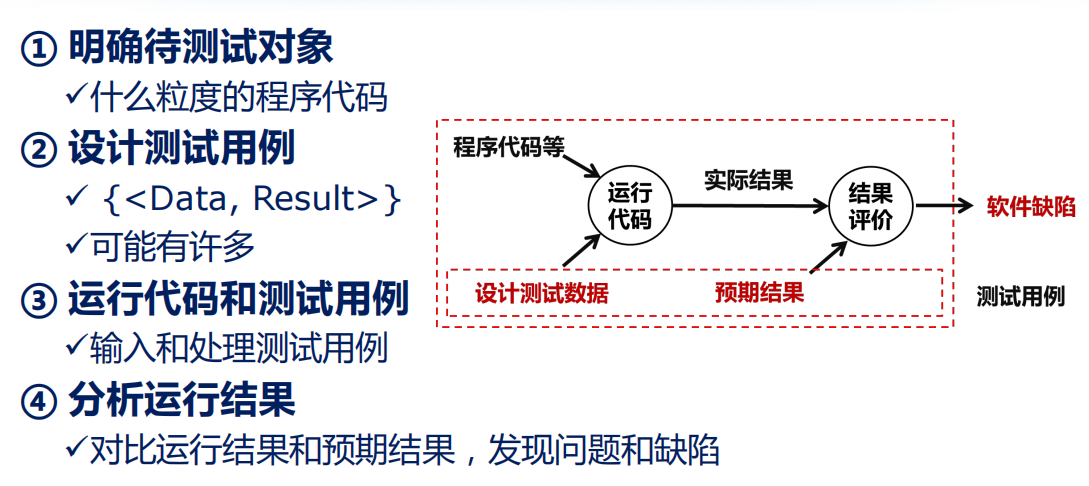 ① 明确待测试对象
✓什么粒度的程序代码
② 设计测试用例
✓ {<Data, Result>}
✓可能有许多
③ 运行代码和测试用例
✓输入和处理测试用例
④ 分析运行结果
✓对比运行结果和预期结果，发现问题和缺陷
程序代码等
运行
代码
实际结果
结果
评价
软件缺陷
设计测试数据
预期结果
测试用例